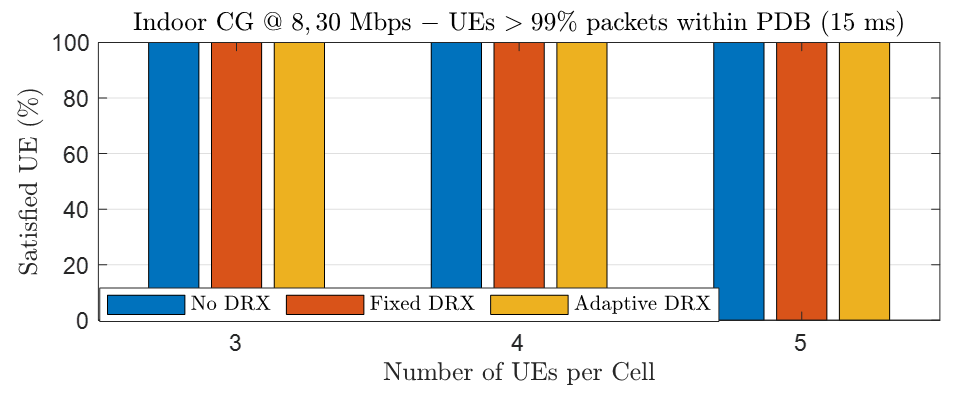 Indoor CG @ 8, 30 Mbps − UEs > 99% packets within PDB (15 ms)
Satisfied UE (%)
100
80
60
40
20
0
No DRX
Fixed DRX
Adaptive DRX
3
4
5
Number of UEs per Cell